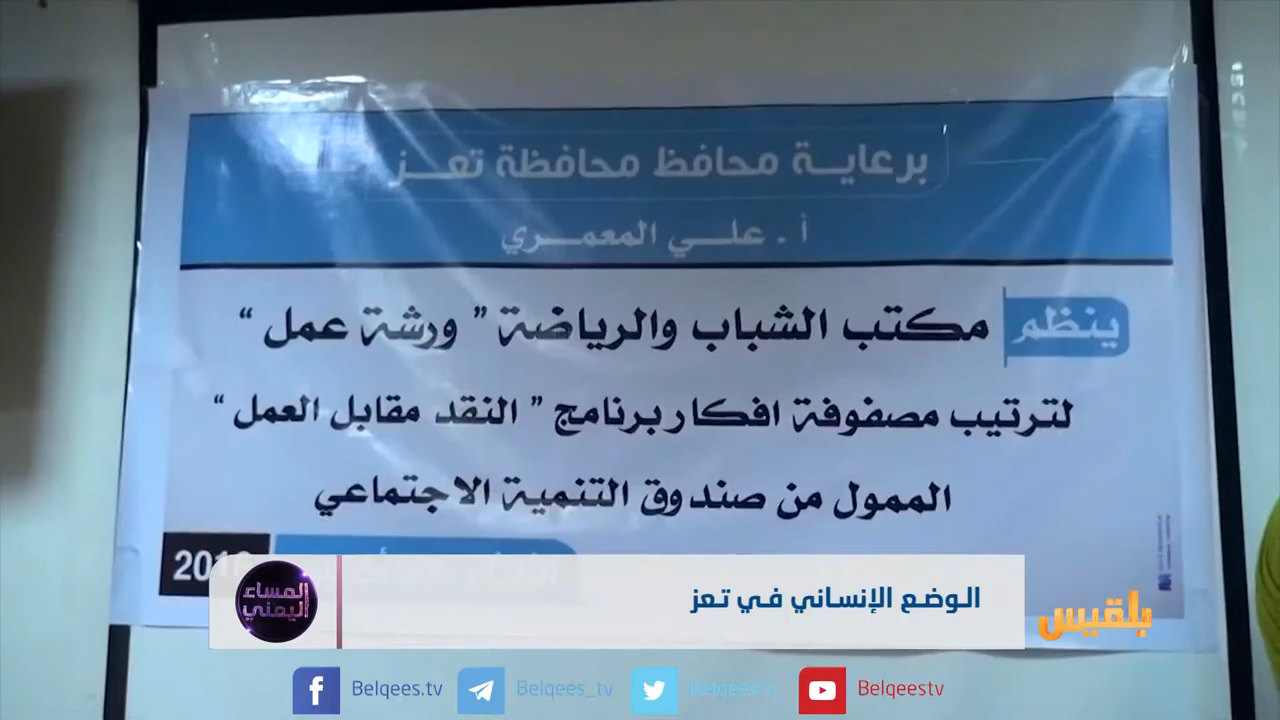 برعاية محافظ محافظة تعز
أ . علي المعمري
ينظم مكتب الشباب والرياضة " ورشة عمل "
لترتيب مصفوفة افكار برنامج " النقد مقابل العمل "
الممول من صندوق التنمية الاجتماعي
المساء اليمني
الوضع الإنساني في تعز
بلقيس
Belqees.tv
Belqees_tv
Belqeestv